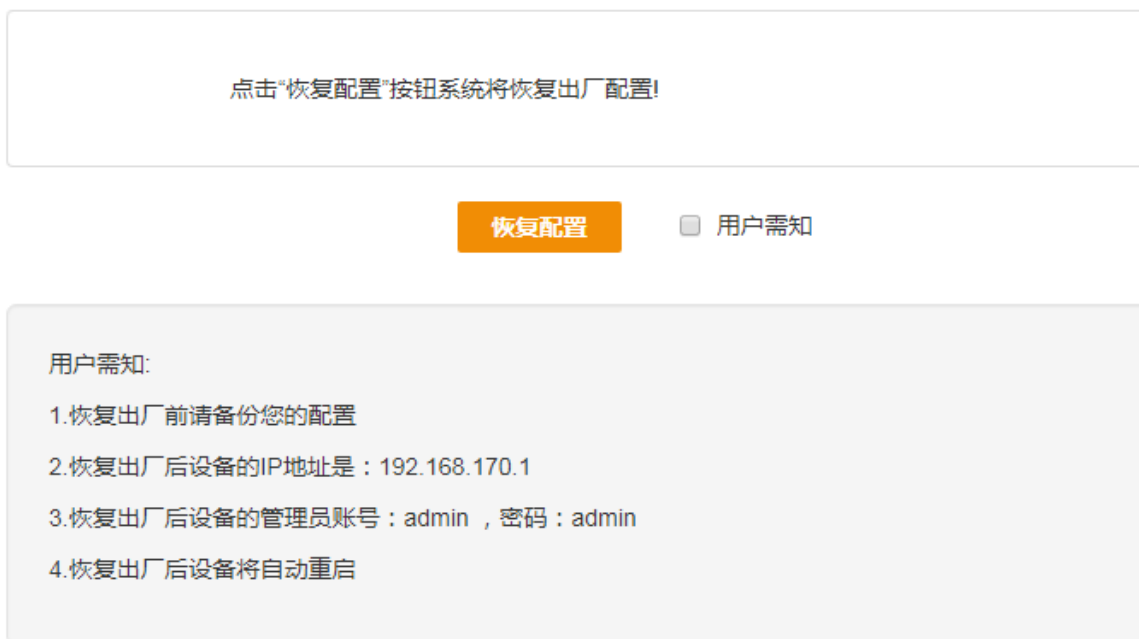 点击“恢复配置”按钮系统将恢复出厂配置!
恢复配置
用户需知
用户需知:
1.恢复出厂前请备份您的配置
2.恢复出厂后设备的IP地址是：192.168.170.1
3.恢复出厂后设备的管理员账号：admin ，密码：admin
4.恢复出厂后设备将自动重启